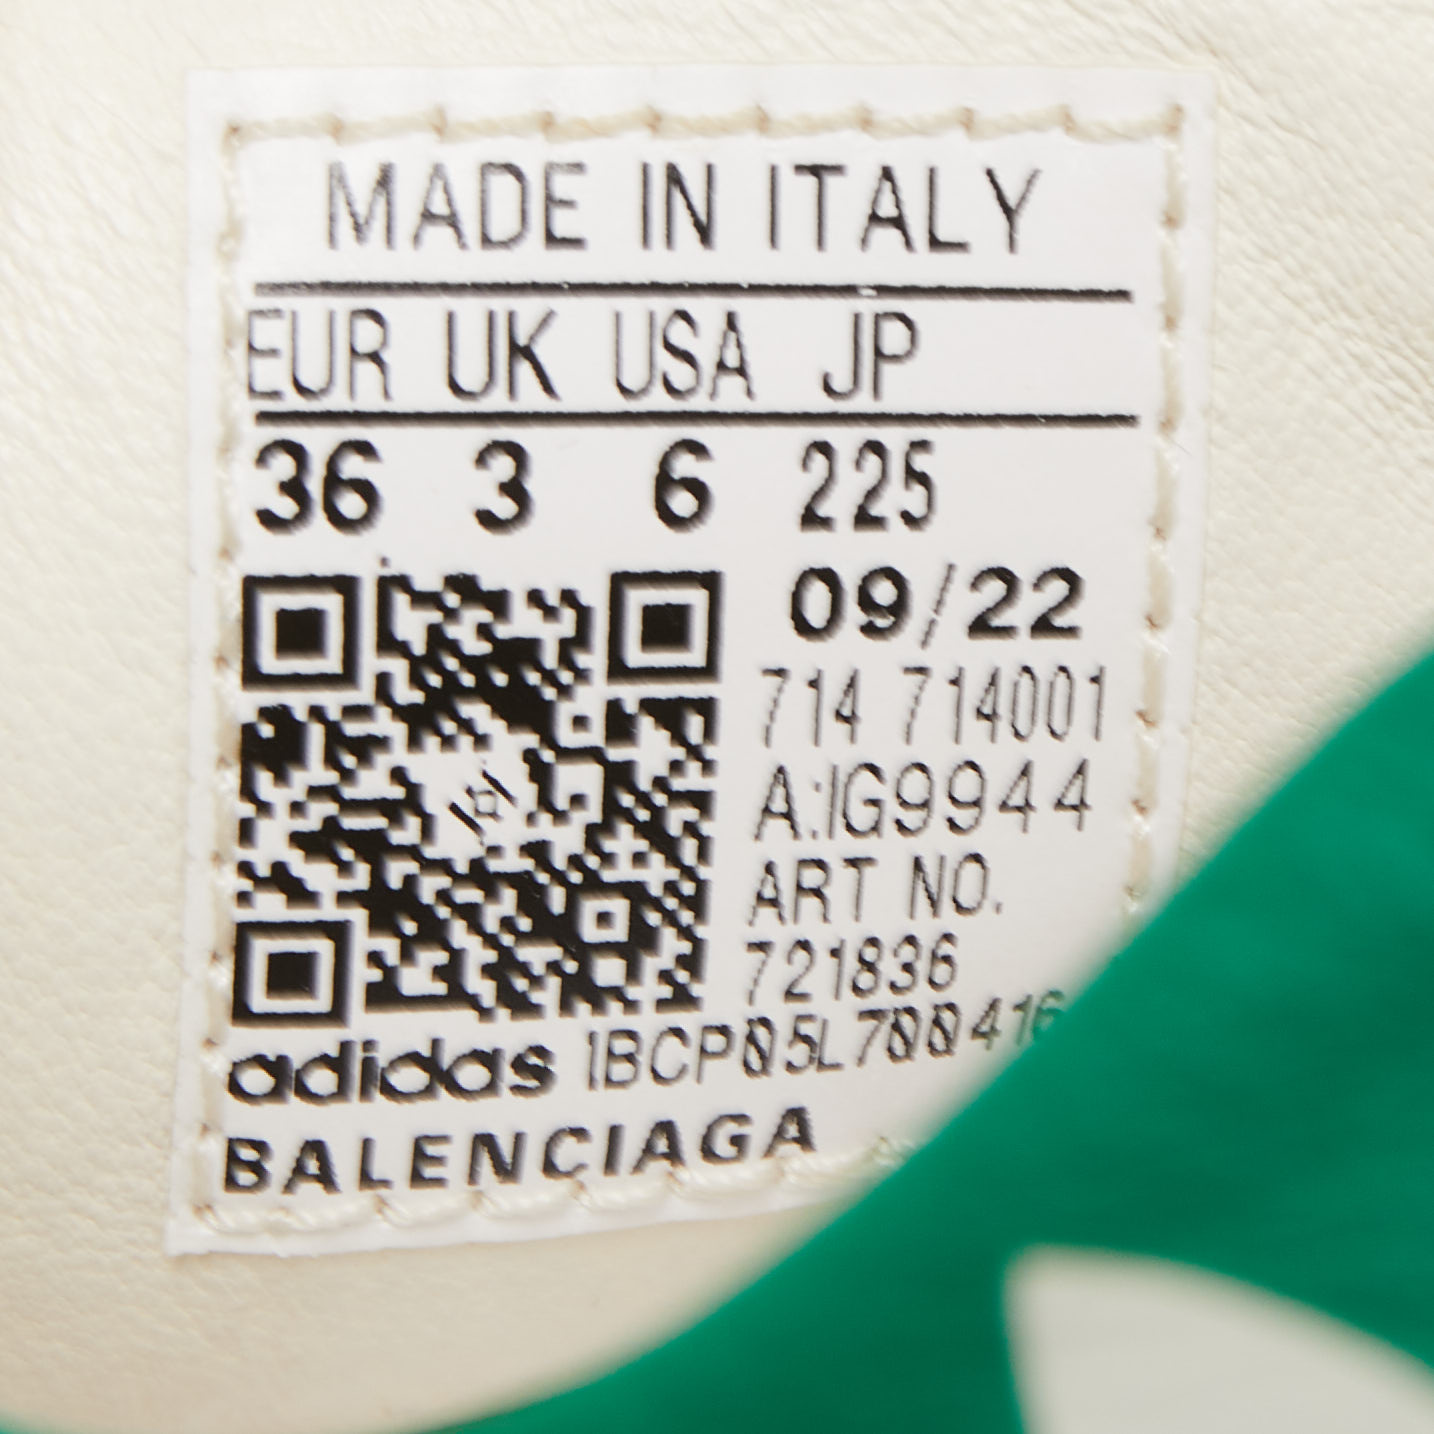 MADE IN ITALY
EUR UK USA JP
36 3 6 225
09/22
714 714001
A:IG9944
ART NO.
721836
adidas 1BCP05L700416
BALENCIAGA